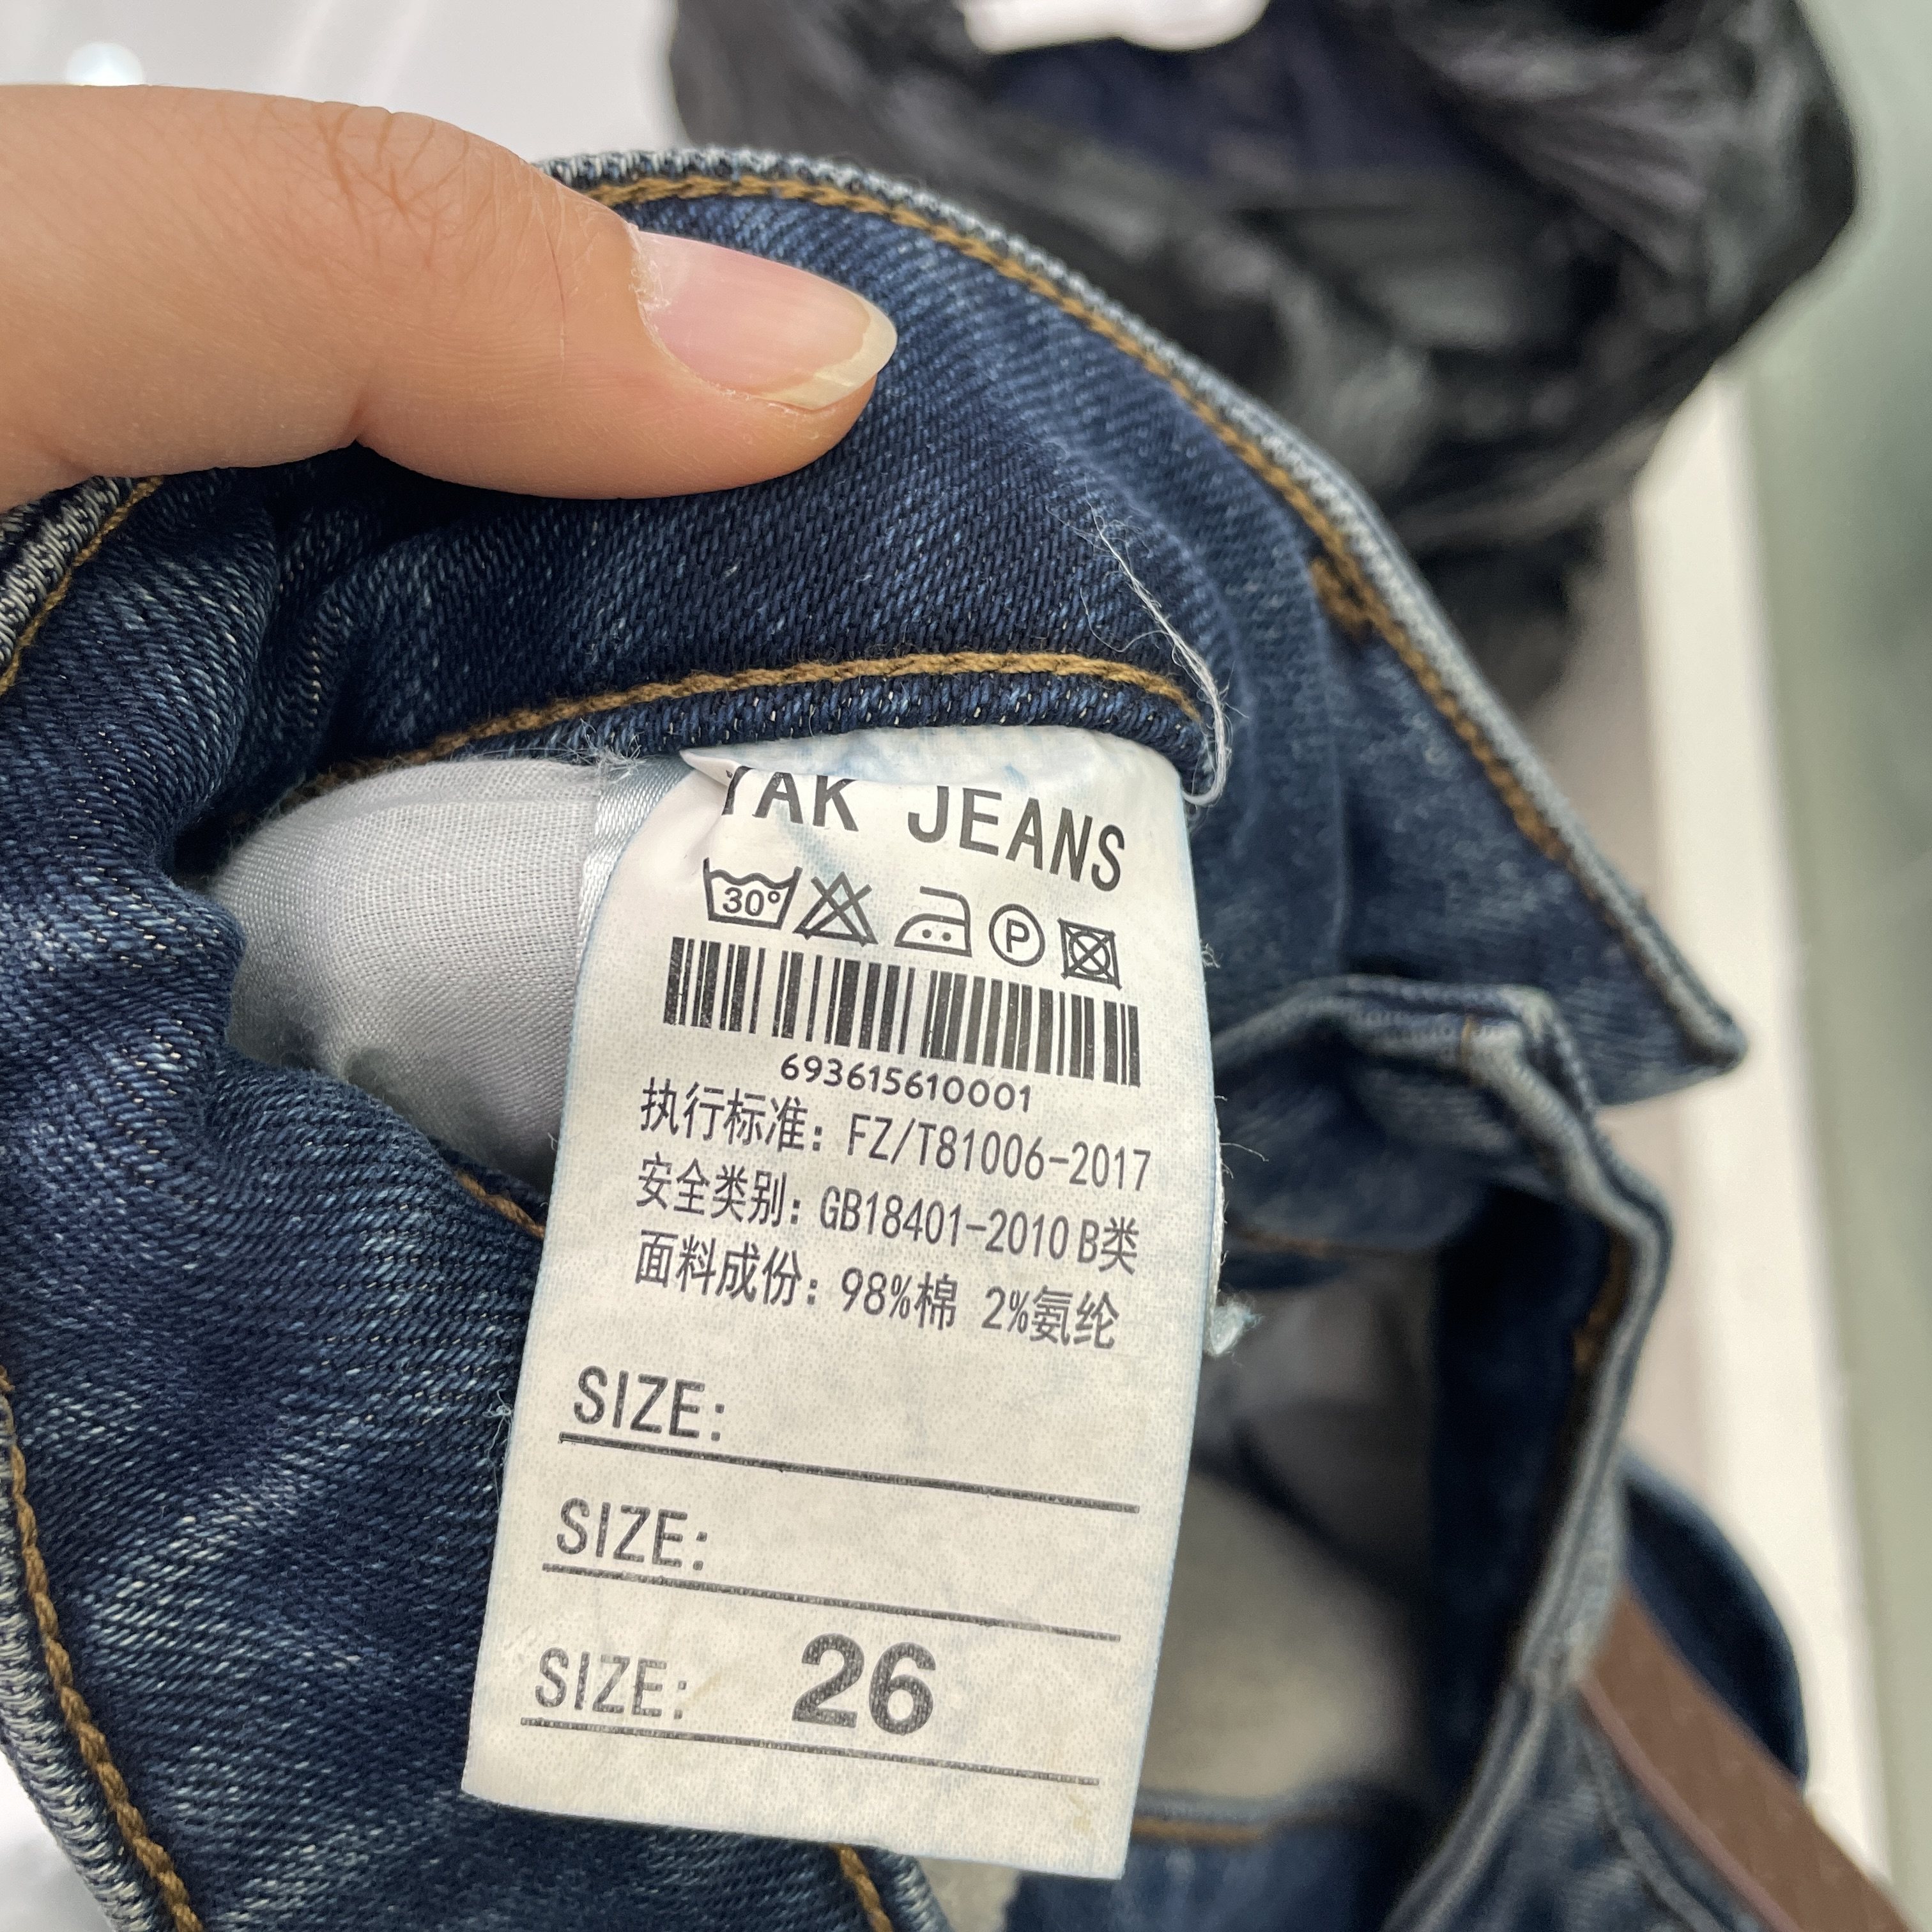 YAK JEANS
30°
P
693615610001
执行标准: FZ/T81006-2017
安全类别: GB18401-2010 B类
面料成份: 98%棉 2%氨纶
SIZE:
SIZE:
SIZE: 26